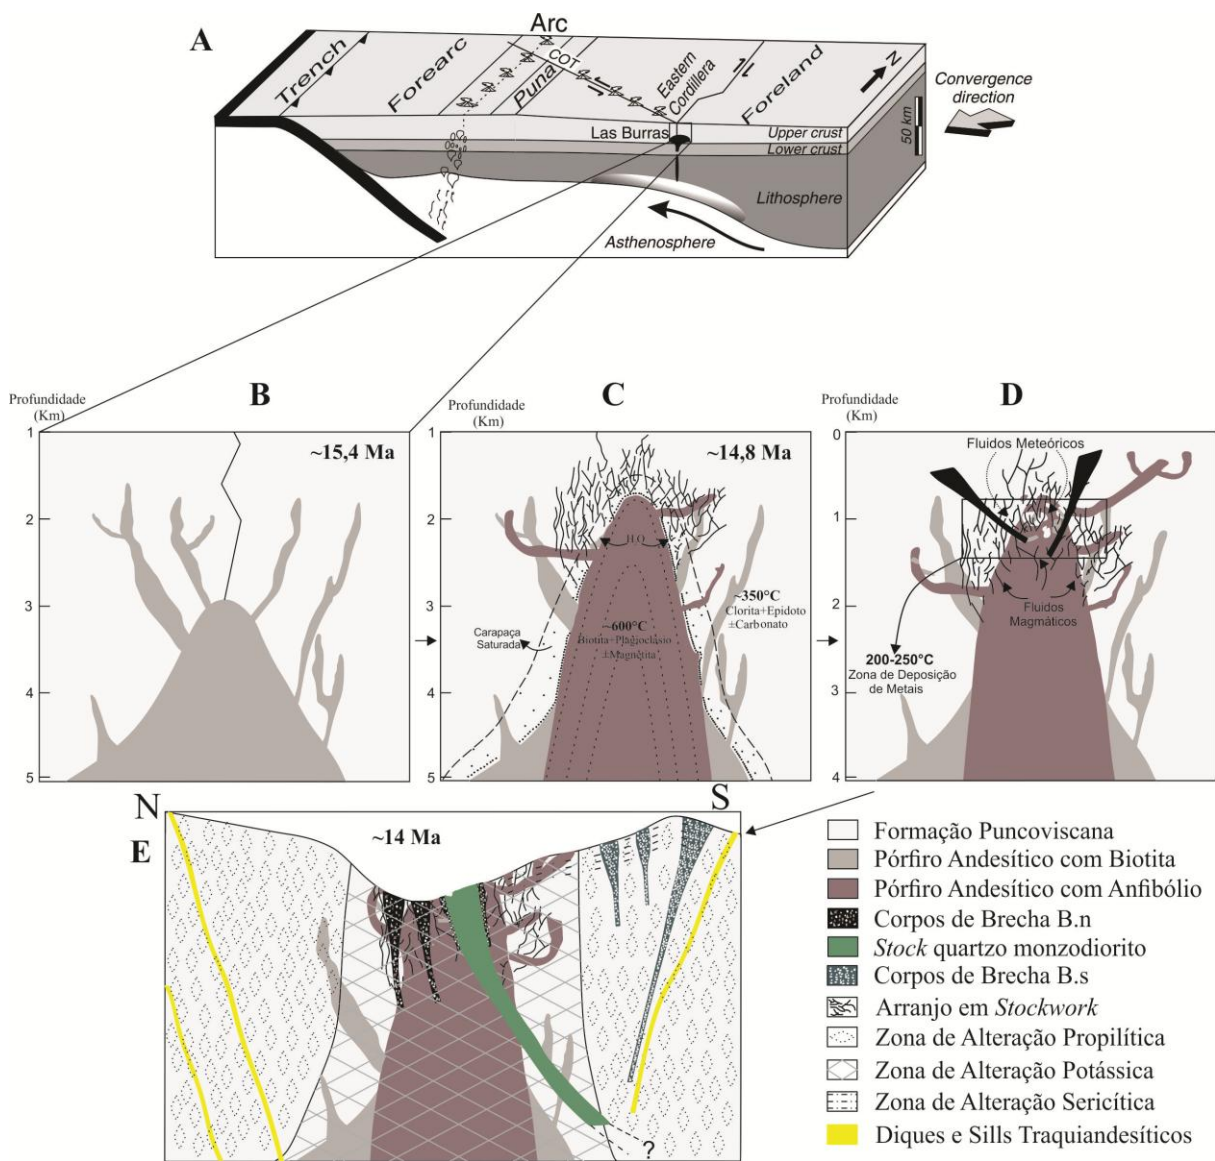 A
Arc
Trench
Forearc
Puna
COT
Eastern
Cordillera
Foreland
N
Convergence
direction
50 km
Las Burras
Upper crust
Lower crust
Lithosphere
Asthenosphere
B
Profundidade
(Km)
~15,4 Ma
1
2
3
4
5
C
Profundidade
(Km)
~14,8 Ma
1
2
3
4
5
H2O
~350°C
Clorita+Epidoto
±Carbonato
~600°C
Biotita+Plagioclásio
±Magnetita
Carapaça
Saturada
D
Profundidade
(Km)
0
1
2
3
4
Fluidos Meteóricos
Fluidos
Magmáticos
200-250°C
Zona de Deposição
de Metais
N
S
E
~14 Ma
?
Formação Puncoviscana
Pórfiro Andesítico com Biotita
Pórfiro Andesítico com Anfibólio
Corpos de Brecha B.n
Stock quartzo monzodiorito
Corpos de Brecha B.s
Arranjo em Stockwork
Zona de Alteração Propilítica
Zona de Alteração Potássica
Zona de Alteração Sericítica
Diques e Sills Traquiandesíticos